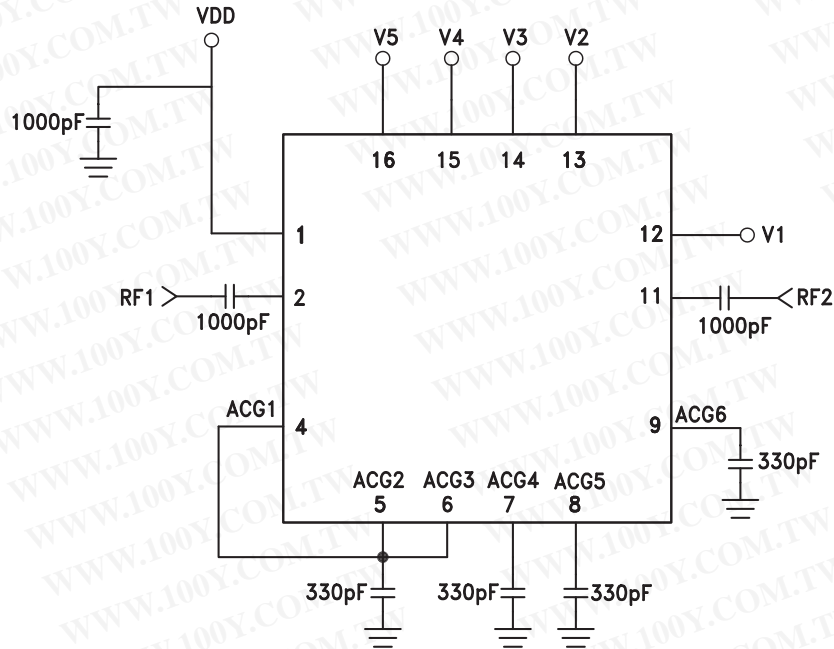 VDD
V5 V4 V3 V2
1000pF
16 15 14 13
1 12 V1
RF1 2 11 RF2
1000pF 1000pF
ACG1 4 9 ACG6
330pF
ACG2 ACG3 ACG4 ACG5
5 6 7 8
330pF 330pF 330pF
WWW.100Y.COM.TW